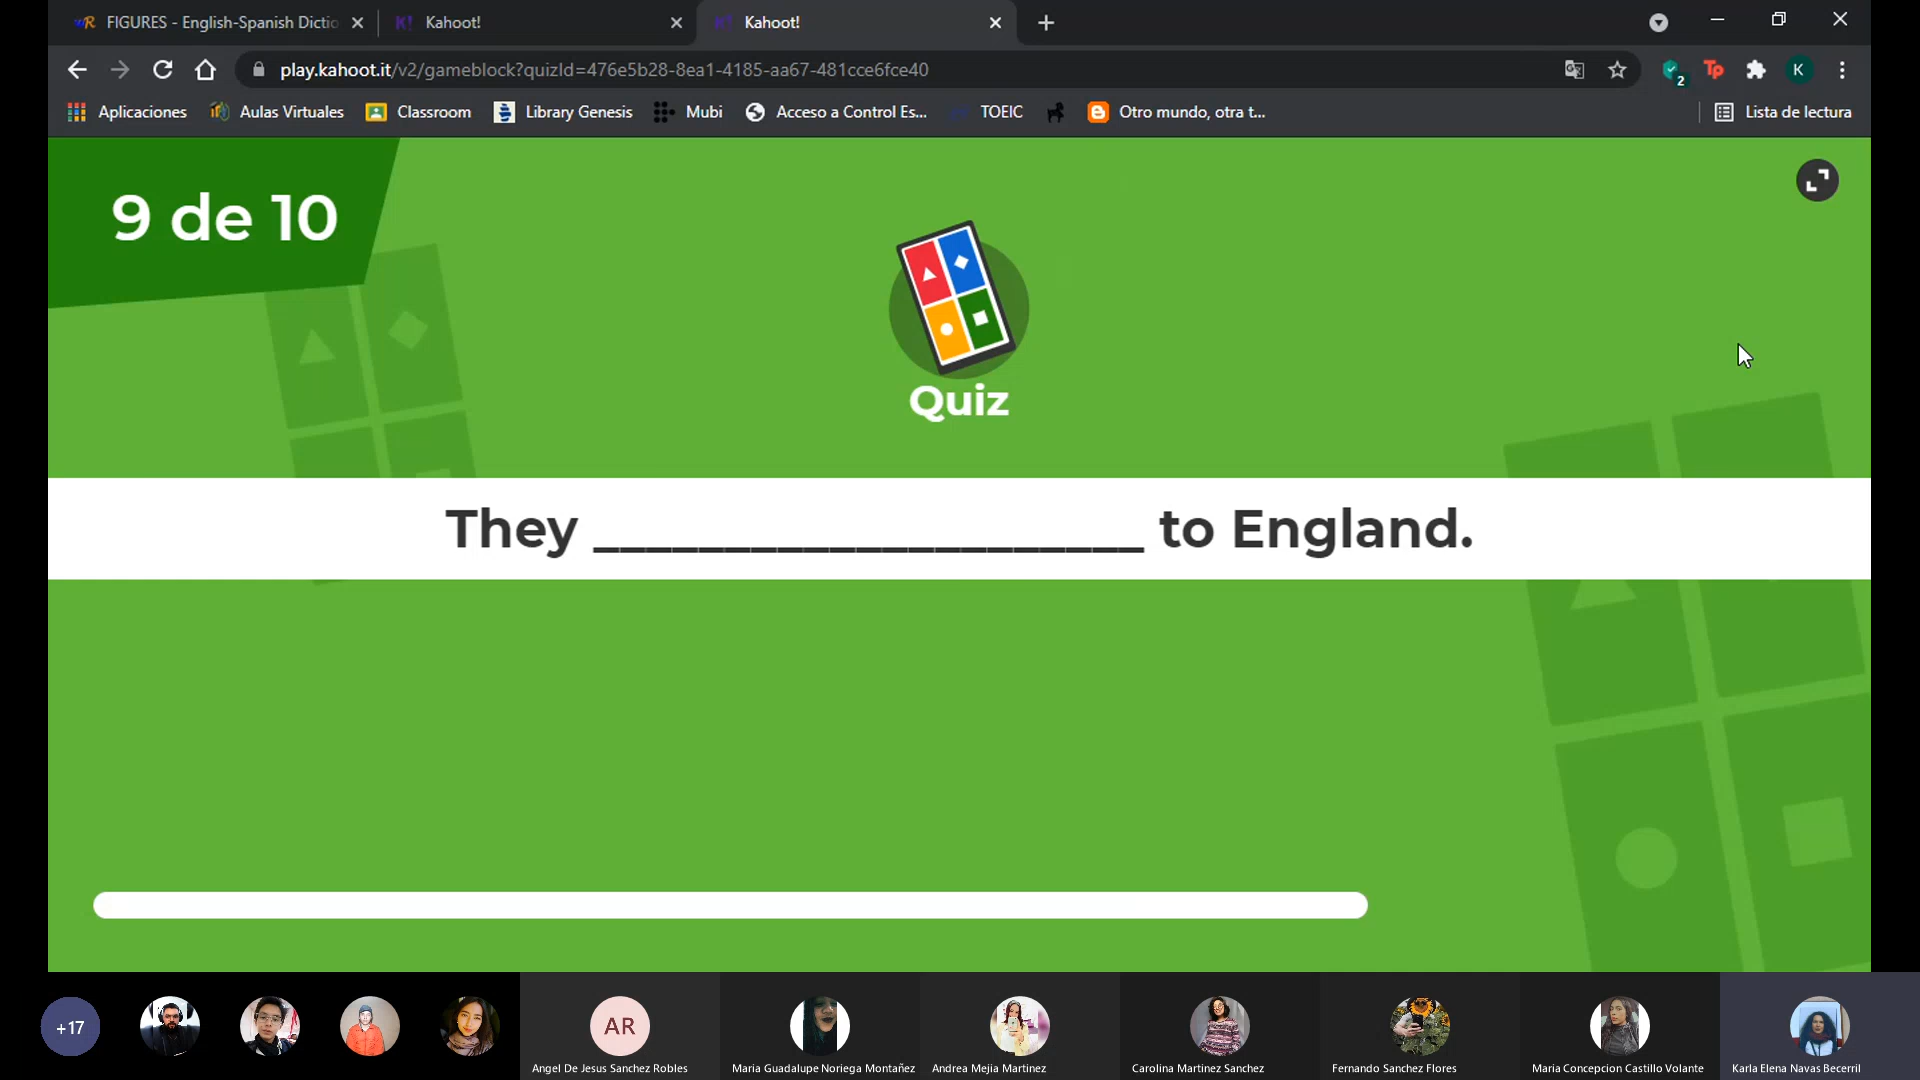 FIGURES - English-Spanish Dictio
Kahoot!
Kahoot!
play.kahoot.it/v2/gameblock?quizId=476e5b28-8ea1-4185-aa67-481cce6fce40
2
Tp
K
Aplicaciones
Aulas Virtuales
Classroom
Library Genesis
Mubi
Acceso a Control Es...
TOEIC
Otro mundo, otra t...
Lista de lectura
9 de 10
Quiz
They _____________________ to England.
+17
AR
Angel De Jesus Sanchez Robles
Maria Guadalupe Noriega Montañez
Andrea Mejia Martinez
Carolina Martinez Sanchez
Fernando Sanchez Flores
Maria Concepcion Castillo Volante
Karla Elena Navas Becerril